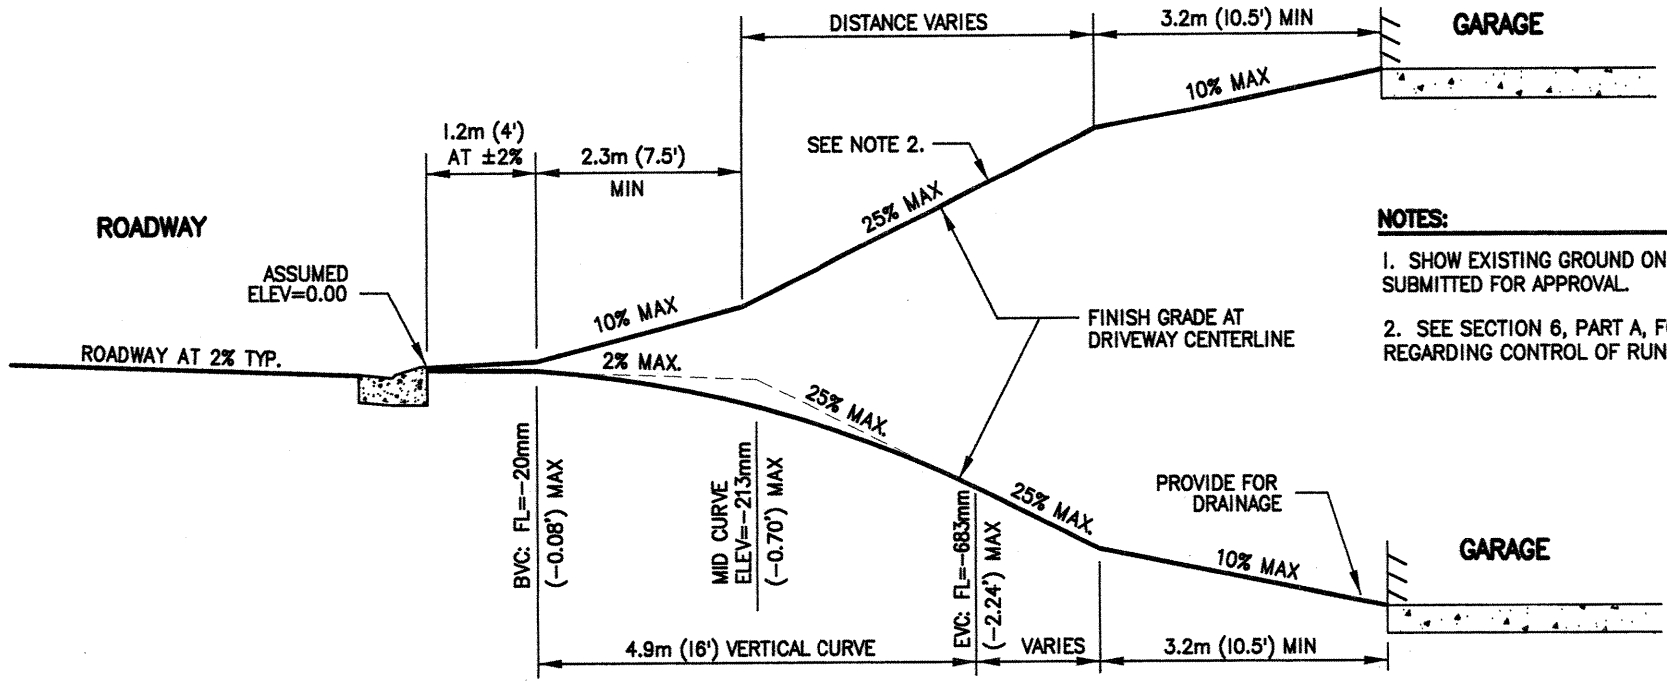 DISTANCE VARIES
3.2m (10.5') MIN
GARAGE
10% MAX
1.2m (4')
AT ±2%
2.3m (7.5')
MIN
SEE NOTE 2.
25% MAX
ROADWAY
NOTES:
1. SHOW EXISTING GROUND ON
SUBMITTED FOR APPROVAL.
2. SEE SECTION 6, PART A,
REGARDING CONTROL OF RUN
ASSUMED
ELEV=0.00
10% MAX
FINISH GRADE AT
DRIVEWAY CENTERLINE
ROADWAY AT 2% TYP.
2% MAX.
25% MAX.
BVC: FL=-20mm
(-0.08') MAX
MID CURVE
ELEV=-213mm
(-0.70') MAX
EVC: FL=-683mm
(-2.24') MAX
25% MAX.
PROVIDE FOR
DRAINAGE
10% MAX
GARAGE
4.9m (16') VERTICAL CURVE
VARIES
3.2m (10.5') MIN